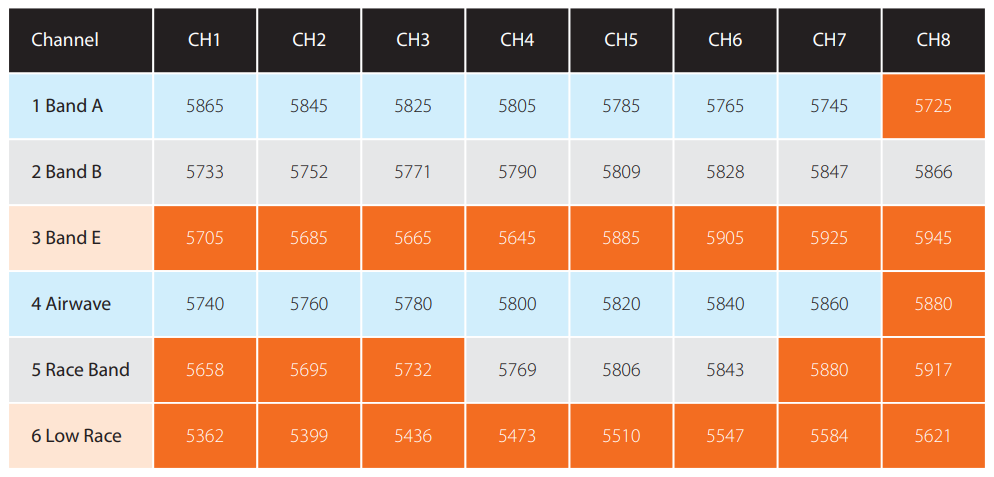 Channel CH1 CH2 CH3 CH4 CH5 CH6 CH7 CH8
1 Band A 5865 5845 5825 5805 5785 5765 5745 5725
2 Band B 5733 5752 5771 5790 5809 5828 5847 5866
3 Band E 5705 5685 5665 5645 5885 5905 5925 5945
4 Airwave 5740 5760 5780 5800 5820 5840 5860 5880
5 Race Band 5658 5695 5732 5769 5806 5843 5880 5917
6 Low Race 5362 5399 5436 5473 5510 5547 5584 5621